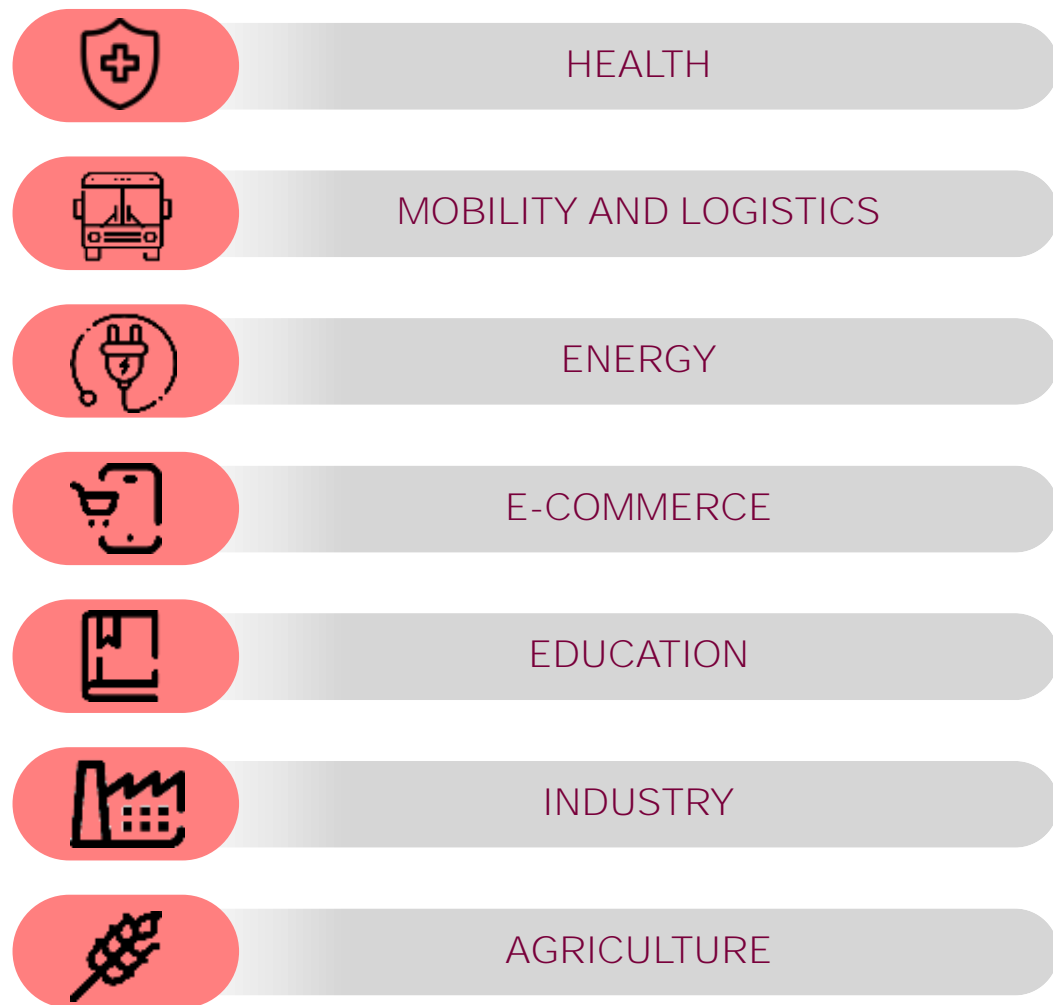 HEALTH
MOBILITY AND LOGISTICS
ENERGY
E-COMMERCE
EDUCATION
INDUSTRY
AGRICULTURE